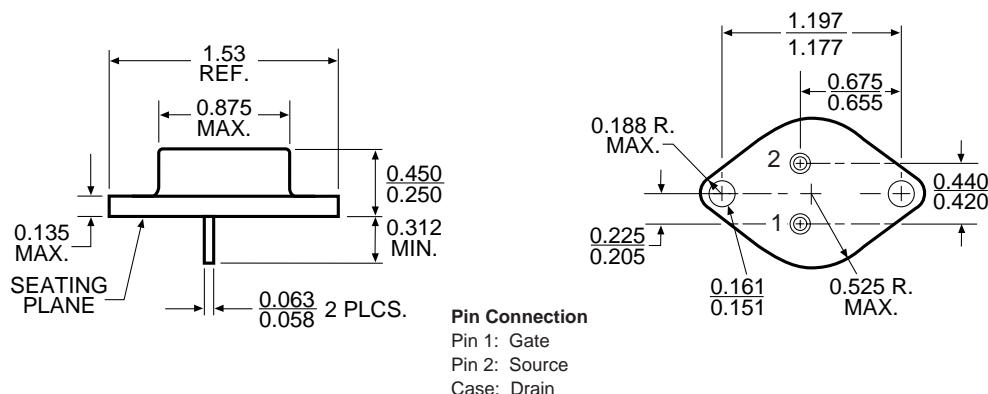 1.53
REF.
0.875
MAX.
0.450
0.250
0.135
MAX.
0.312
MIN.
SEATING
PLANE
0.063
0.058
2 PLCS.
1.197
1.177
0.675
0.655
0.188 R.
MAX.
2
0.440
0.420
1
0.225
0.205
0.161
0.151
0.525 R.
MAX.
Pin Connection
Pin 1: Gate
Pin 2: Source
Case: Drain